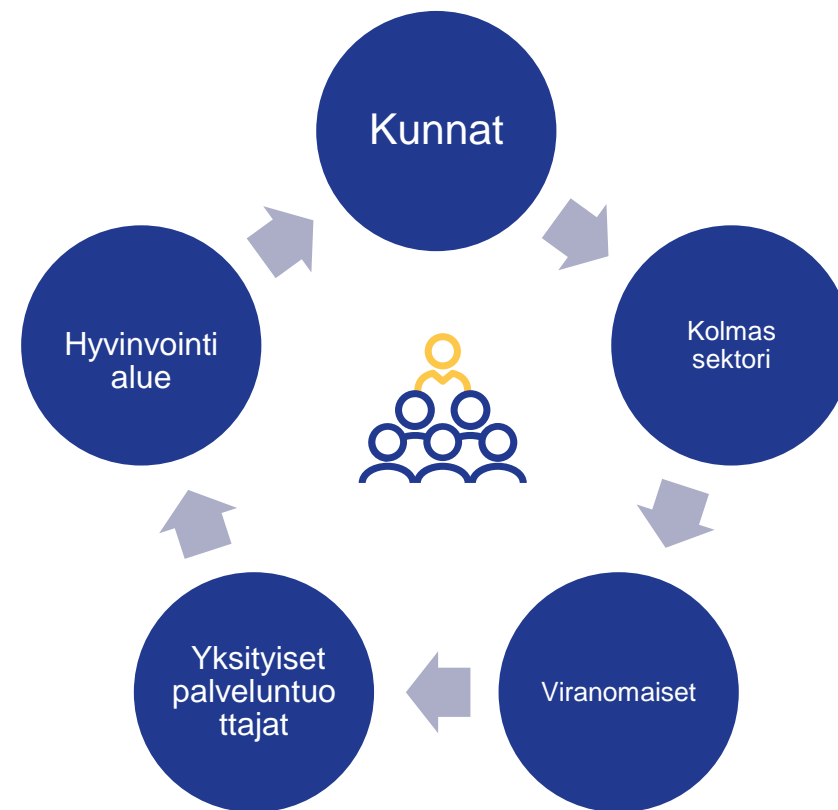 Kunnat
Kolmas
sektori
Viranomaiset
Yksityiset
palveluntuo
ttajat
Hyvinvointi
alue